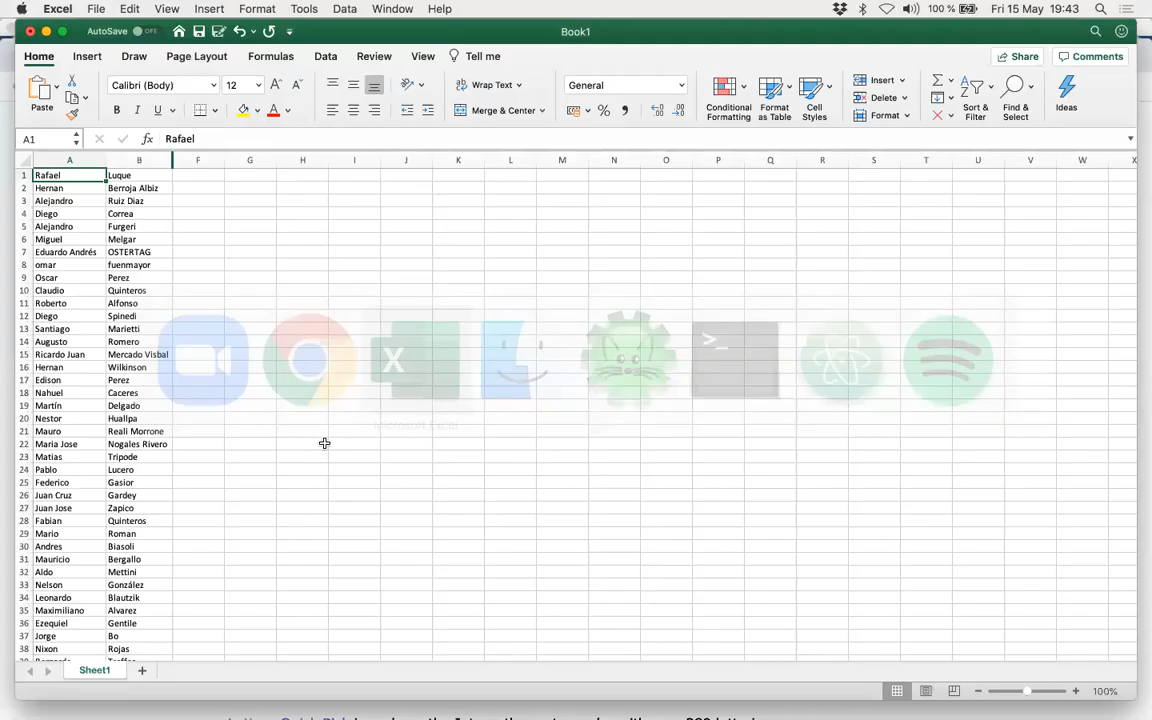 Excel File Edit View Insert Format Tools Data Window Help 100 % Fri 15 May 19:43
AutoSave OFF Book1
Home Insert Draw Page Layout Formulas Data Review View Tell me Share Comments
Paste Calibri (Body) 12 A A Wrap Text General Conditional Formatting Format as Table Cell Styles Insert Sort & Filter Find & Select Ideas
Delete
B I U A Merge & Center % Format
A1 fx Rafael
A B F G H I J K L M N O P Q R S T U V W X
1 Rafael Luque
2 Hernan Berroja Albiz
3 Alejandro Ruiz Diaz
4 Diego Correa
5 Alejandro Furgeri
6 Miguel Melgar
7 Eduardo Andrés OSTERTAG
8 omar fuenmayor
9 Oscar Perez
10 Claudio Quinteros
11 Roberto Alfonso
12 Diego Spinedi
13 Santiago Marietti
14 Augusto Romero
15 Ricardo Juan Mercado Visbal
16 Hernan Wilkinson
17 Edison Perez
18 Nahuel Caceres
19 Martín Delgado
20 Nestor Huallpa
21 Mauro Reali Morrone
22 Maria Jose Nogales Rivero
23 Matias Tripode
24 Pablo Lucero
25 Federico Gasior
26 Juan Cruz Gardey
27 Juan Jose Zapico
28 Fabian Quinteros
29 Mario Roman
30 Andres Biasoli
31 Mauricio Bergallo
32 Aldo Mettini
33 Nelson González
34 Leonardo Blautzik
35 Maximiliano Alvarez
36 Ezequiel Gentile
37 Jorge Bo
38 Nixon Rojas
Microsoft Excel
Sheet1
100%